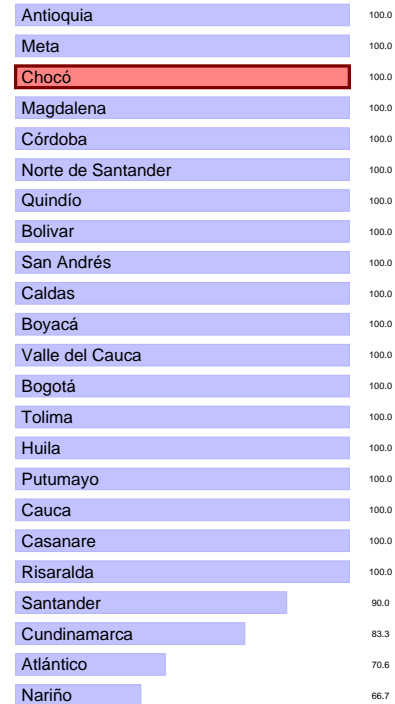 Antioquia 100.0
Meta 100.0
Chocó 100.0
Magdalena 100.0
Córdoba 100.0
Norte de Santander 100.0
Quindío 100.0
Bolivar 100.0
San Andrés 100.0
Caldas 100.0
Boyacá 100.0
Valle del Cauca 100.0
Bogotá 100.0
Tolima 100.0
Huila 100.0
Putumayo 100.0
Cauca 100.0
Casanare 100.0
Risaralda 100.0
Santander 90.0
Cundinamarca 83.3
Atlántico 70.6
Nariño 66.7